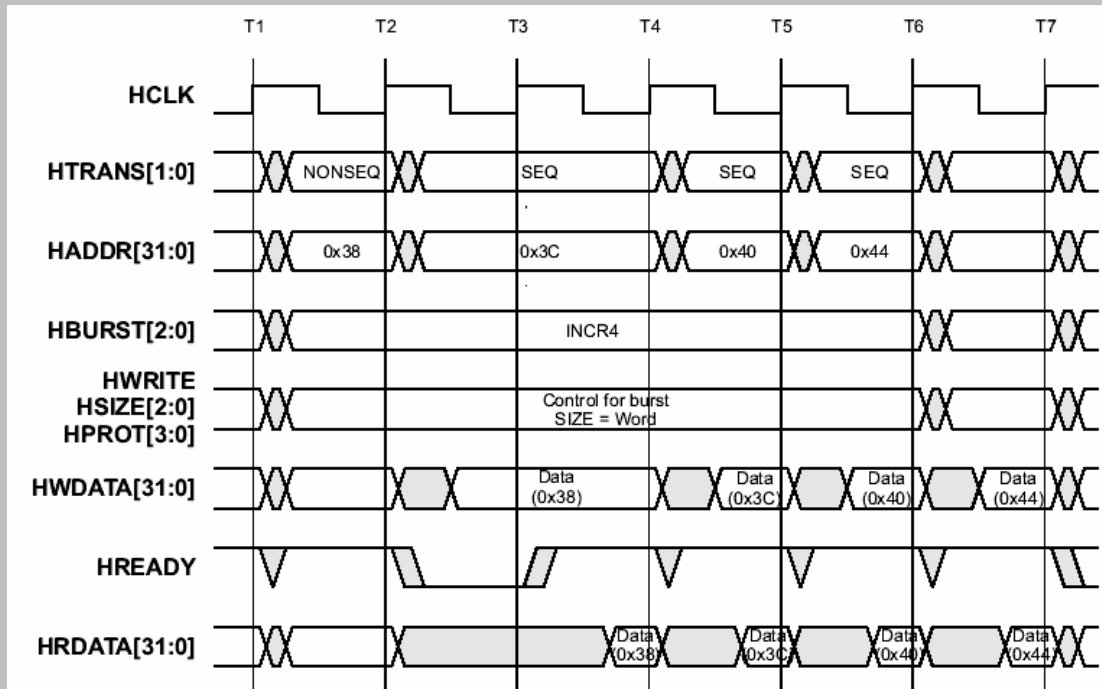 T1 T2 T3 T4 T5 T6 T7
HCLK
HTRANS[1:0] NONSEQ SEQ SEQ SEQ
HADDR[31:0] 0x38 0x3C 0x40 0x44
HBURST[2:0] INCR4
HWRITE
HSIZE[2:0] Control for burst
SIZE = Word
HPROT[3:0]
HWDATA[31:0] Data Data Data Data
(0x38) (0x3C) (0x40) (0x44)
HREADY
HRDATA[31:0] Data Data Data Data
(0x38) (0x3C) (0x40) (0x44)